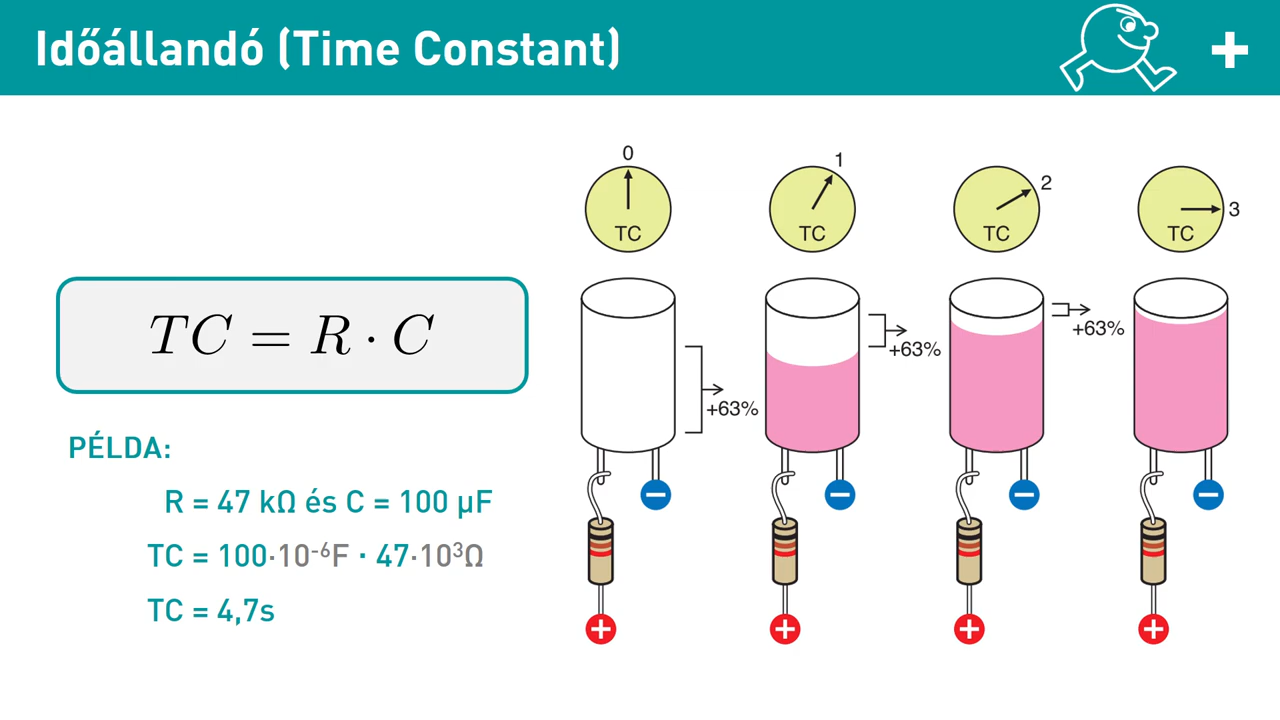 Időállandó (Time Constant)
+
TC = R · C
PÉLDA:
R = 47 kΩ és C = 100 µF
TC = 100·10⁻⁶F · 47·10³Ω
TC = 4,7s
0
TC
+63%
−
+
1
TC
+63%
−
+
2
TC
+63%
−
+
3
TC
−
+